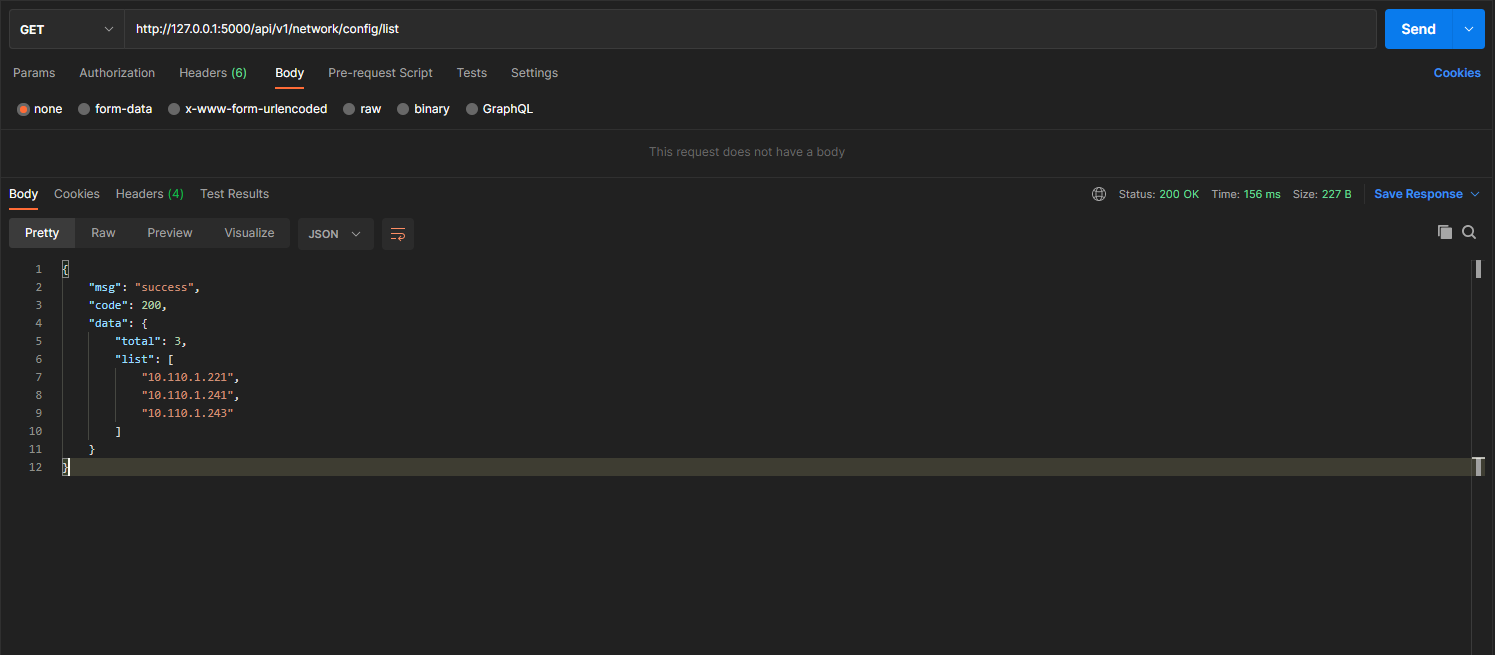 GET http://127.0.0.1:5000/api/v1/network/config/list Send
Params Authorization Headers (6) Body Pre-request Script Tests Settings Cookies
none form-data x-www-form-urlencoded raw binary GraphQL
This request does not have a body
Body Cookies Headers (4) Test Results Status: 200 OK Time: 156 ms Size: 227 B Save Response
Pretty Raw Preview Visualize JSON
1 {
2 "msg": "success",
3 "code": 200,
4 "data": {
5 "total": 3,
6 "list": [
7 "10.110.1.221",
8 "10.110.1.241",
9 "10.110.1.243"
10 ]
11 }
12 }